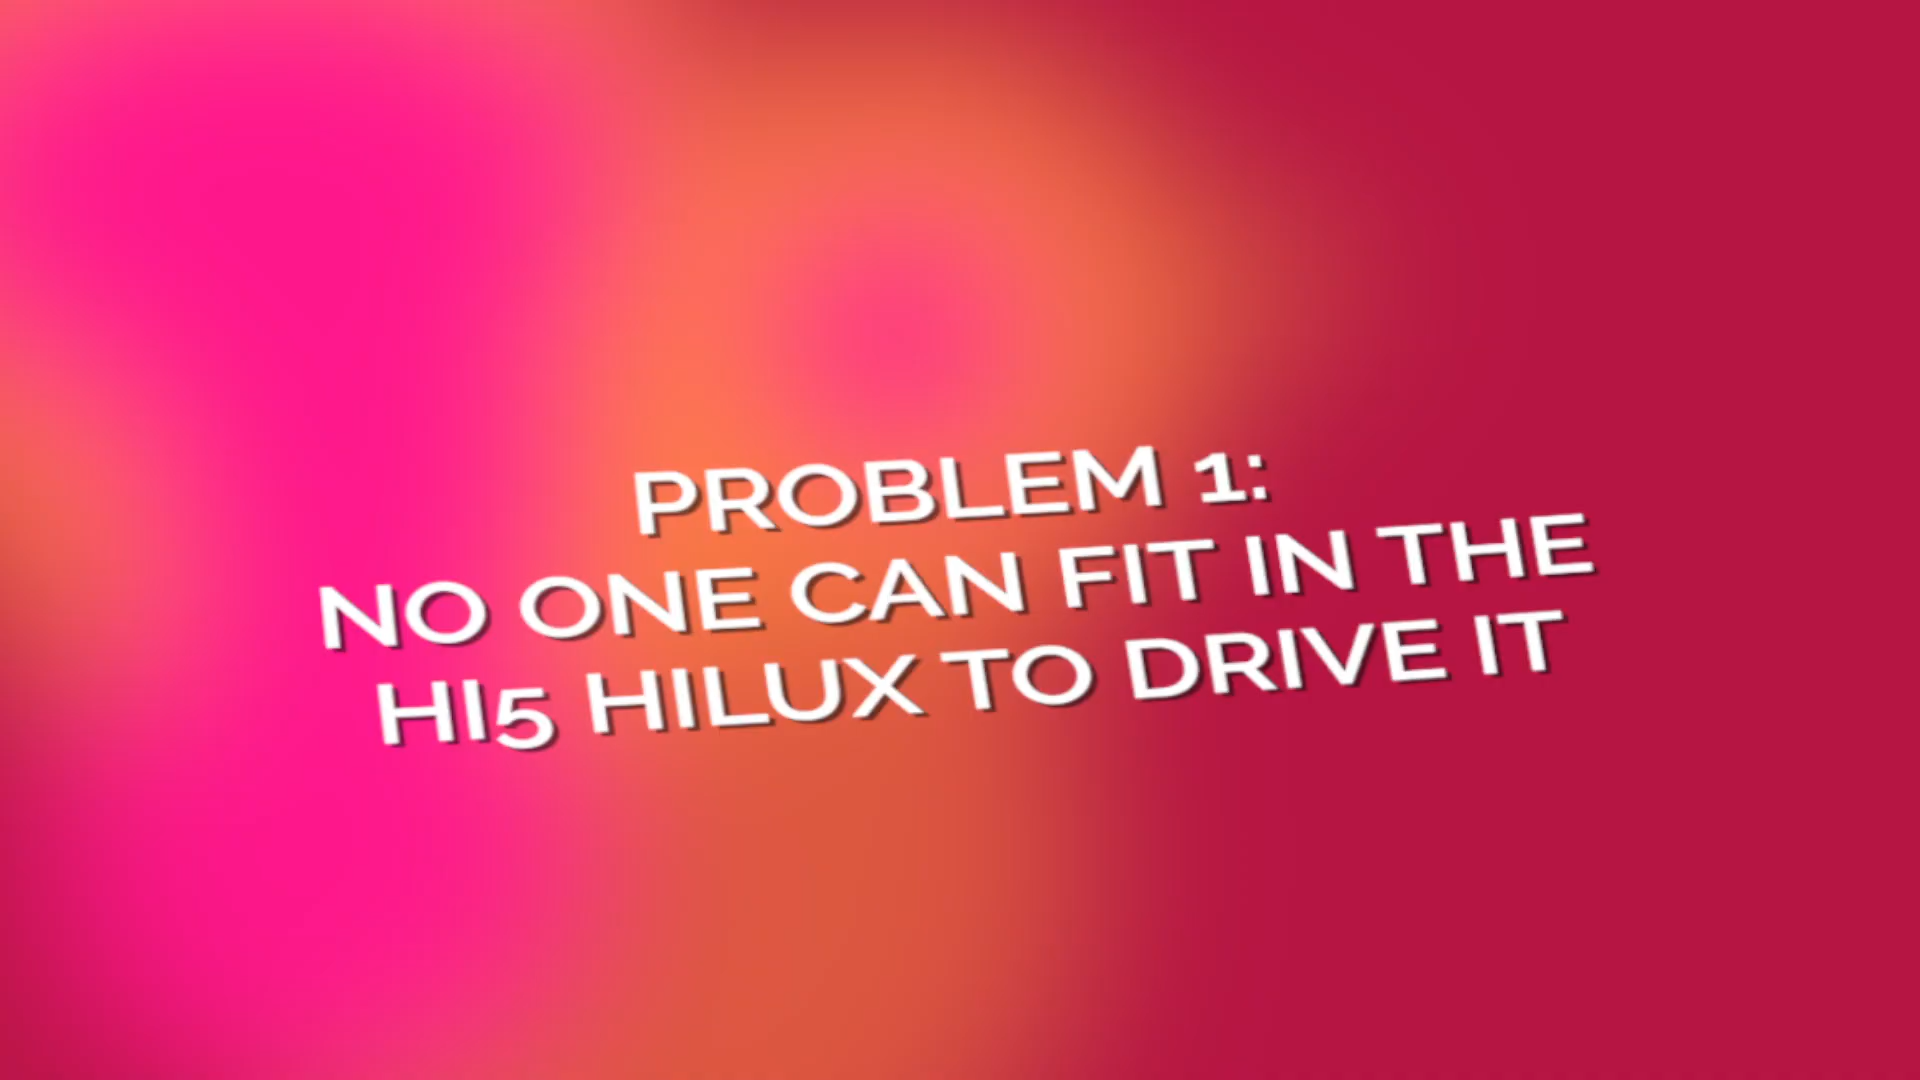 PROBLEM 1:
NO ONE CAN FIT IN THE
HI5 HILUX TO DRIVE IT